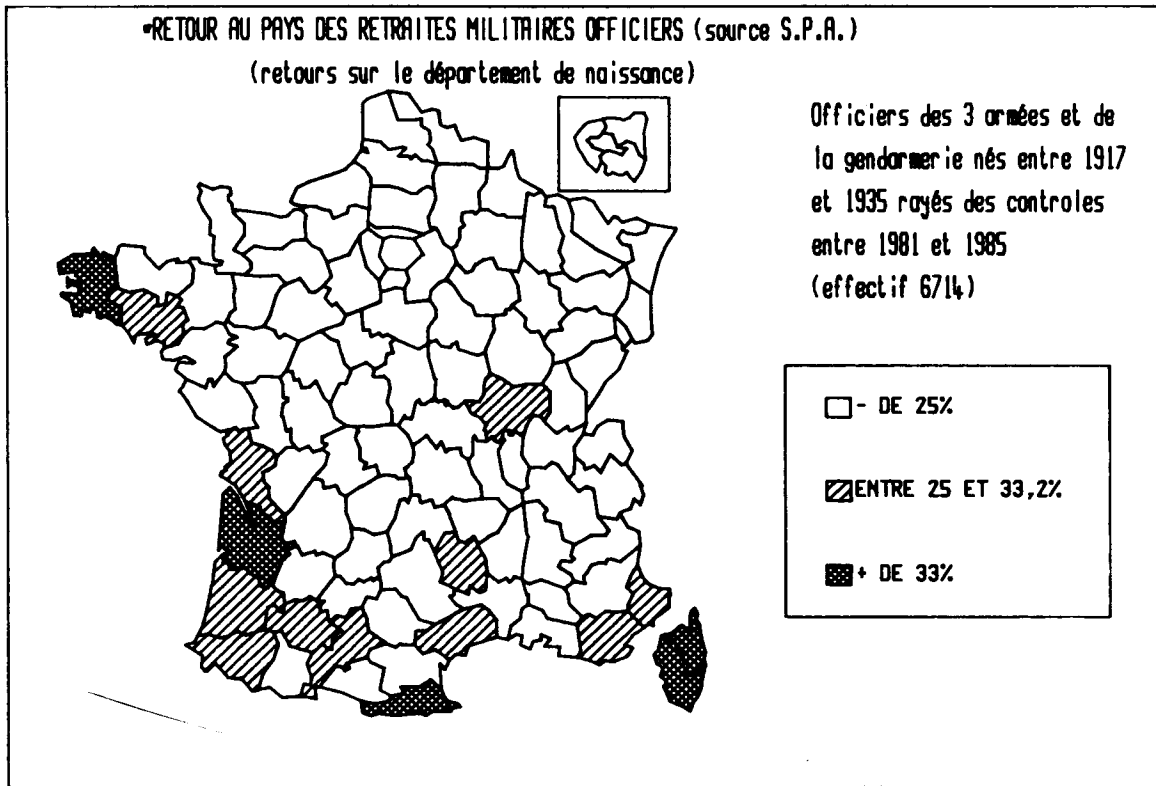 RETOUR AU PAYS DES RETRAITES MILITAIRES OFFICIERS (source S.P.A.)
(retours sur le département de naissance)
Officiers des 3 armées et de
la gendarmerie nés entre 1917
et 1935 rayés des controles
entre 1981 et 1985
(effectif 6714)
- DE 25%
ENTRE 25 ET 33,2%
+ DE 33%